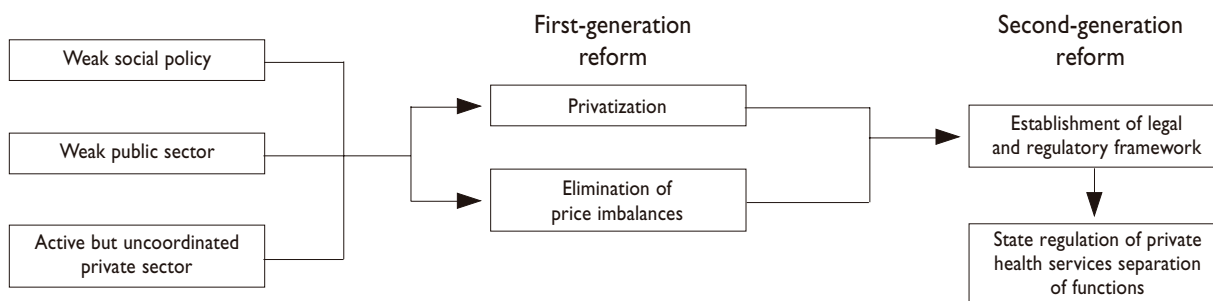 First-generation
reform
Second-generation
reform
Weak social policy
Weak public sector
Active but uncoordinated
private sector
Privatization
Elimination of
price imbalances
Establishment of legal
and regulatory framework
State regulation of private
health services separation
of functions